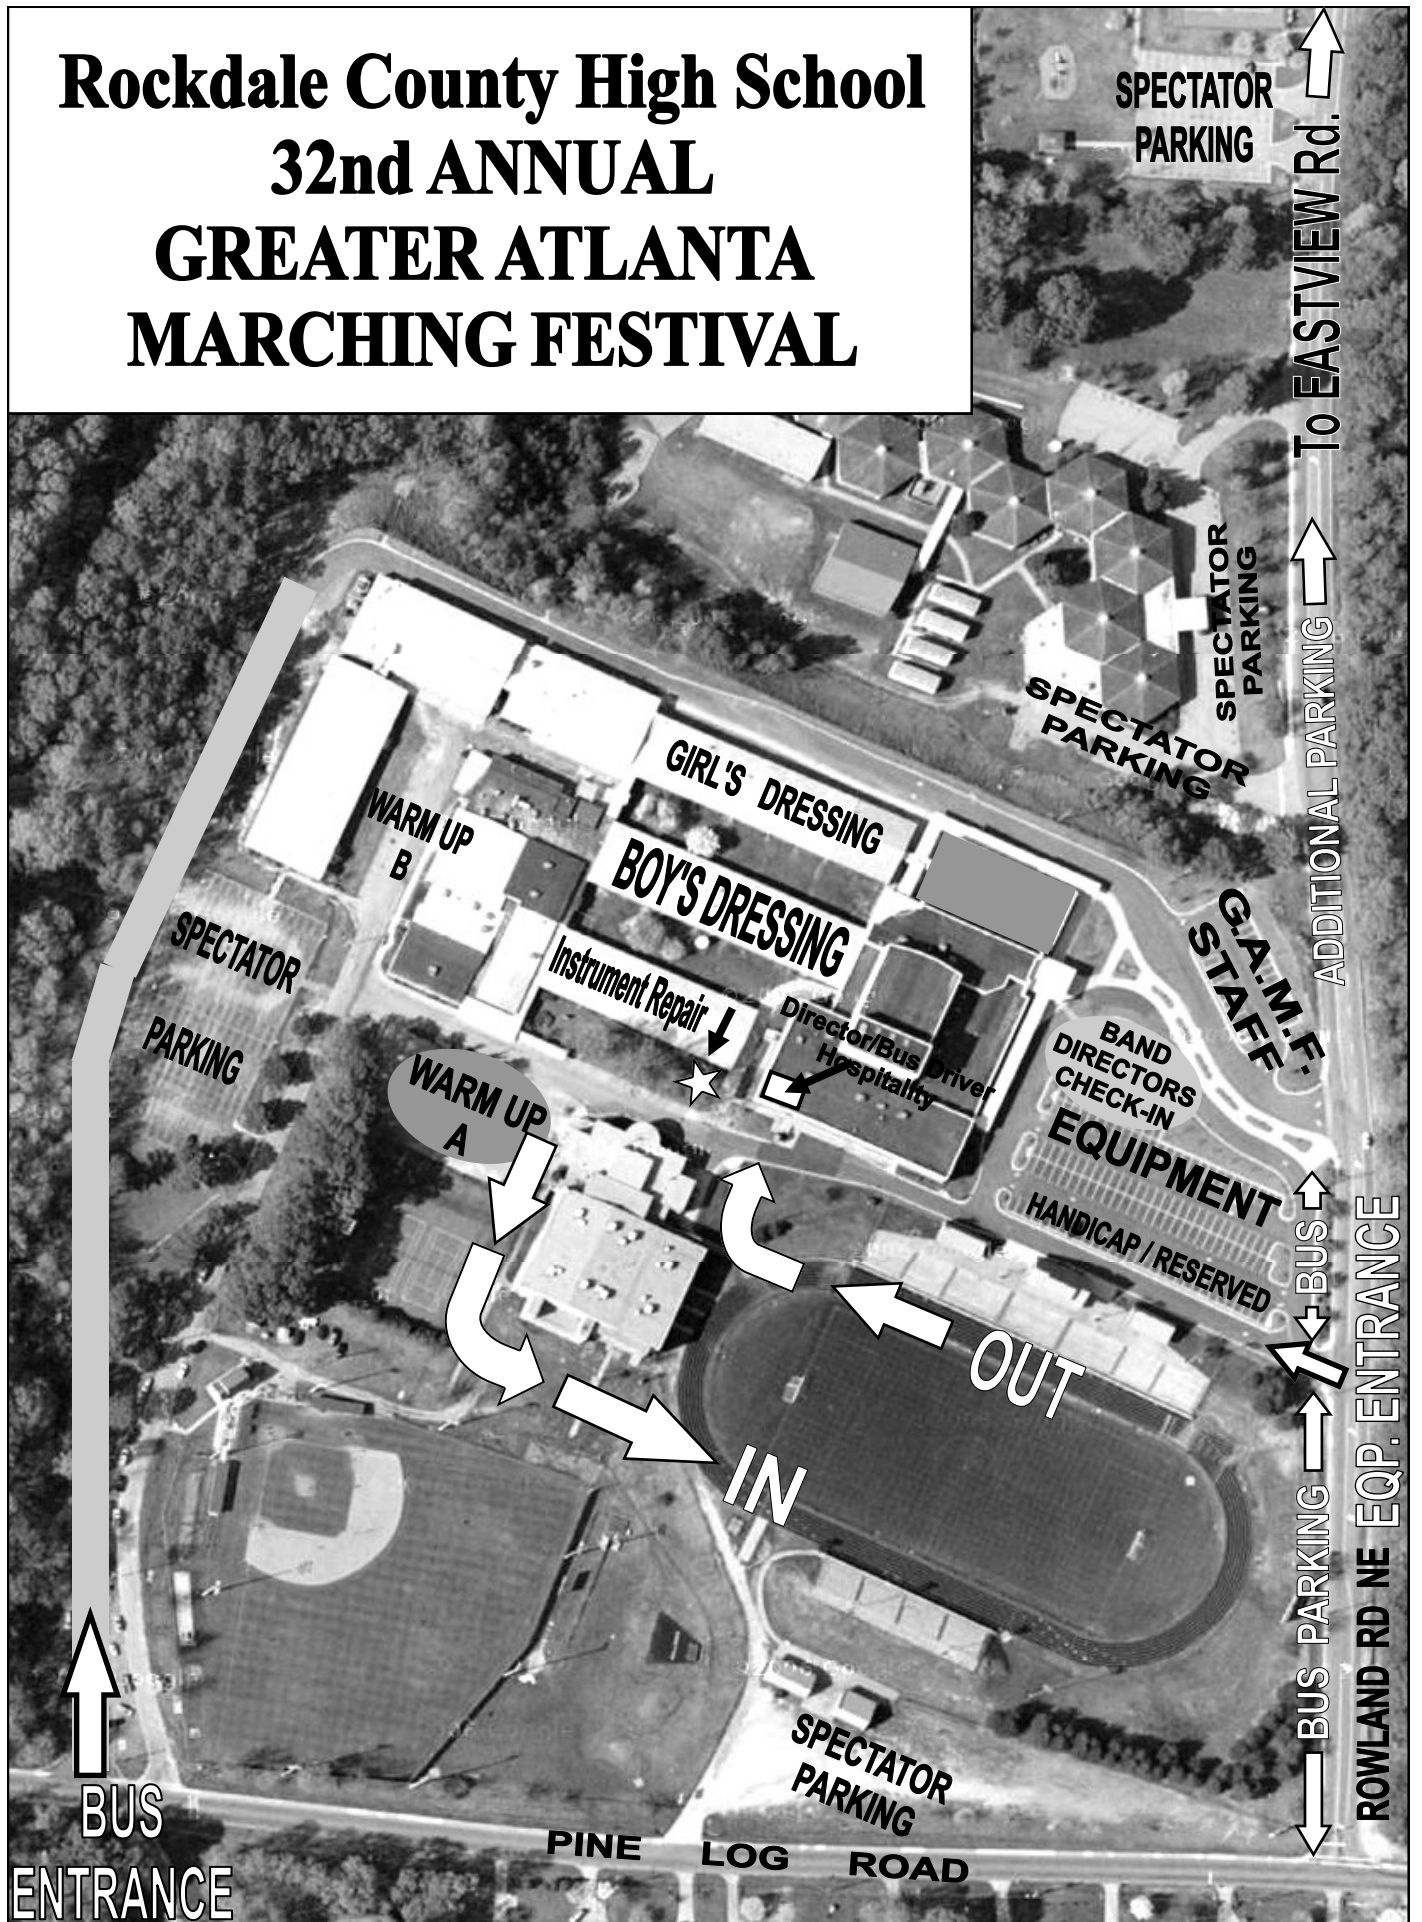 Rockdale County High School
32nd ANNUAL
GREATER ATLANTA
MARCHING FESTIVAL
SPECTATOR
PARKING
To EASTVIEW Rd.
SPECTATOR
PARKING
SPECTATOR
PARKING
ADDITIONAL PARKING
GIRL'S DRESSING
WARM UP
B
BOY'S DRESSING
G.A.M.F.
STAFF
SPECTATOR
PARKING
Instrument Repair
Director/Bus Driver
Hospitality
BAND
DIRECTORS
CHECK-IN
WARM UP
A
EQUIPMENT
HANDICAP / RESERVED
BUS
EQP. ENTRANCE
OUT
IN
BUS PARKING
ROWLAND RD NE
SPECTATOR
PARKING
BUS
ENTRANCE
PINE LOG ROAD